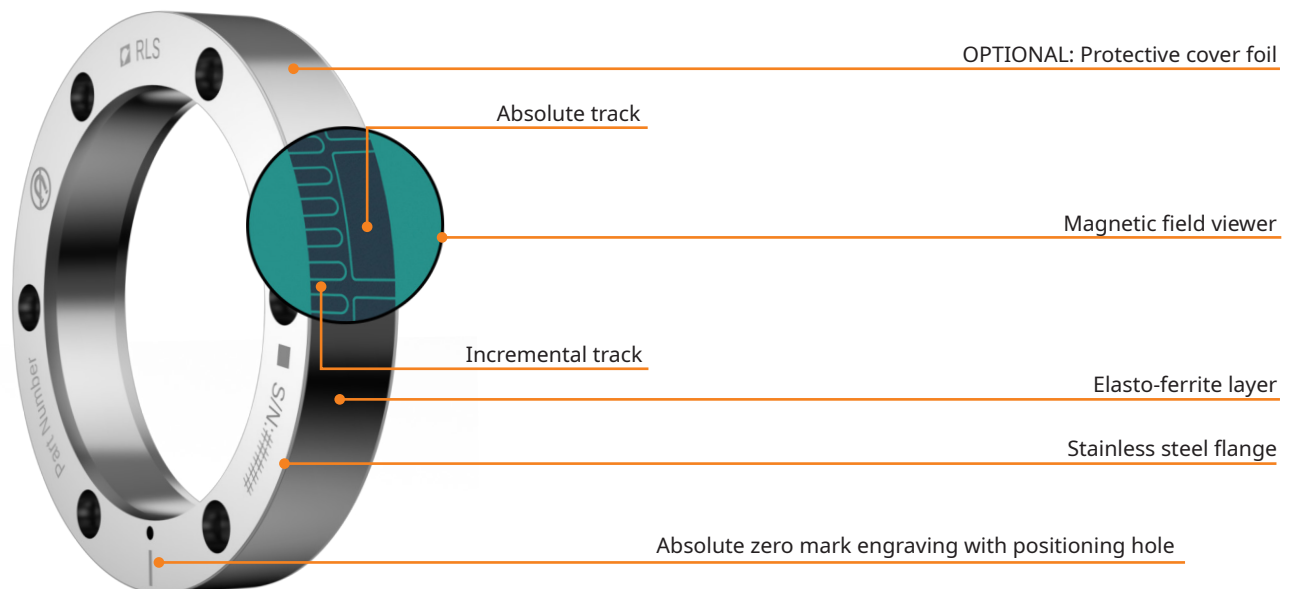 RLS
OPTIONAL: Protective cover foil
Absolute track
Magnetic field viewer
Incremental track
Elasto-ferrite layer
Part Number
S/N:######
Stainless steel flange
Absolute zero mark engraving with positioning hole